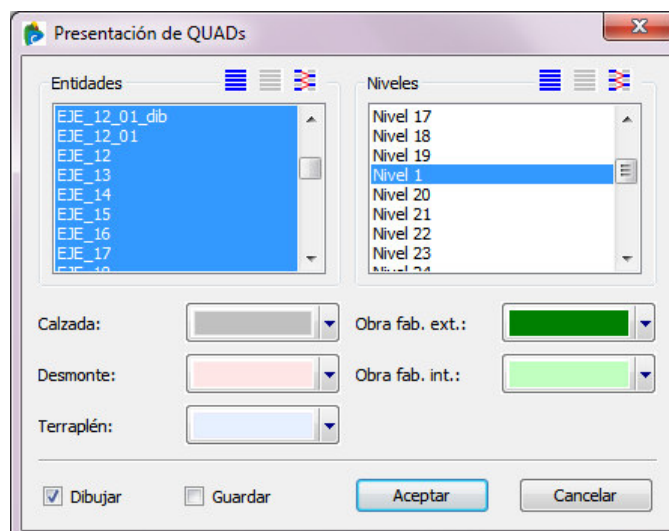 Presentación de QUADs
Entidades
Niveles
EJE_12_01_dib
EJE_12_01
EJE_12
EJE_13
EJE_14
EJE_15
EJE_16
EJE_17
Nivel 17
Nivel 18
Nivel 19
Nivel 1
Nivel 20
Nivel 21
Nivel 22
Nivel 23
Calzada:
Obra fab. ext.:
Desmonte:
Obra fab. int.:
Terraplén:
Dibujar
Guardar
Aceptar
Cancelar